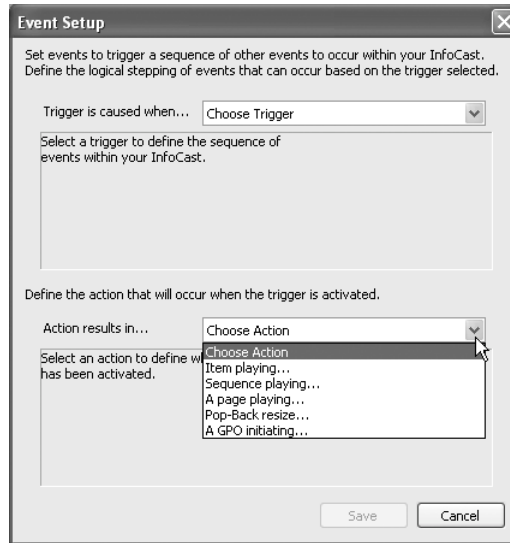 Event Setup
Set events to trigger a sequence of other events to occur within your InfoCast.
Define the logical stepping of events that can occur based on the trigger selected.
Trigger is caused when... Choose Trigger
Select a trigger to define the sequence of
events within your InfoCast.
Define the action that will occur when the trigger is activated.
Action results in... Choose Action
Select an action to define w
has been activated.
Choose Action
Item playing...
Sequence playing...
A page playing...
Pop-Back resize...
A GPO initiating...
Save Cancel